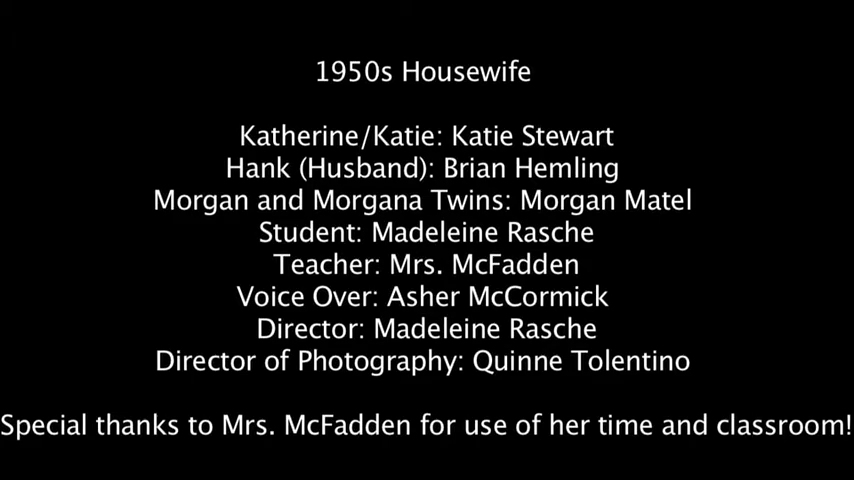 1950s Housewife
Katherine/Katie: Katie Stewart
Hank (Husband): Brian Hemling
Morgan and Morgana Twins: Morgan Matel
Student: Madeleine Rasche
Teacher: Mrs. McFadden
Voice Over: Asher McCormick
Director: Madeleine Rasche
Director of Photography: Quinne Tolentino
Special thanks to Mrs. McFadden for use of her time and classroom!